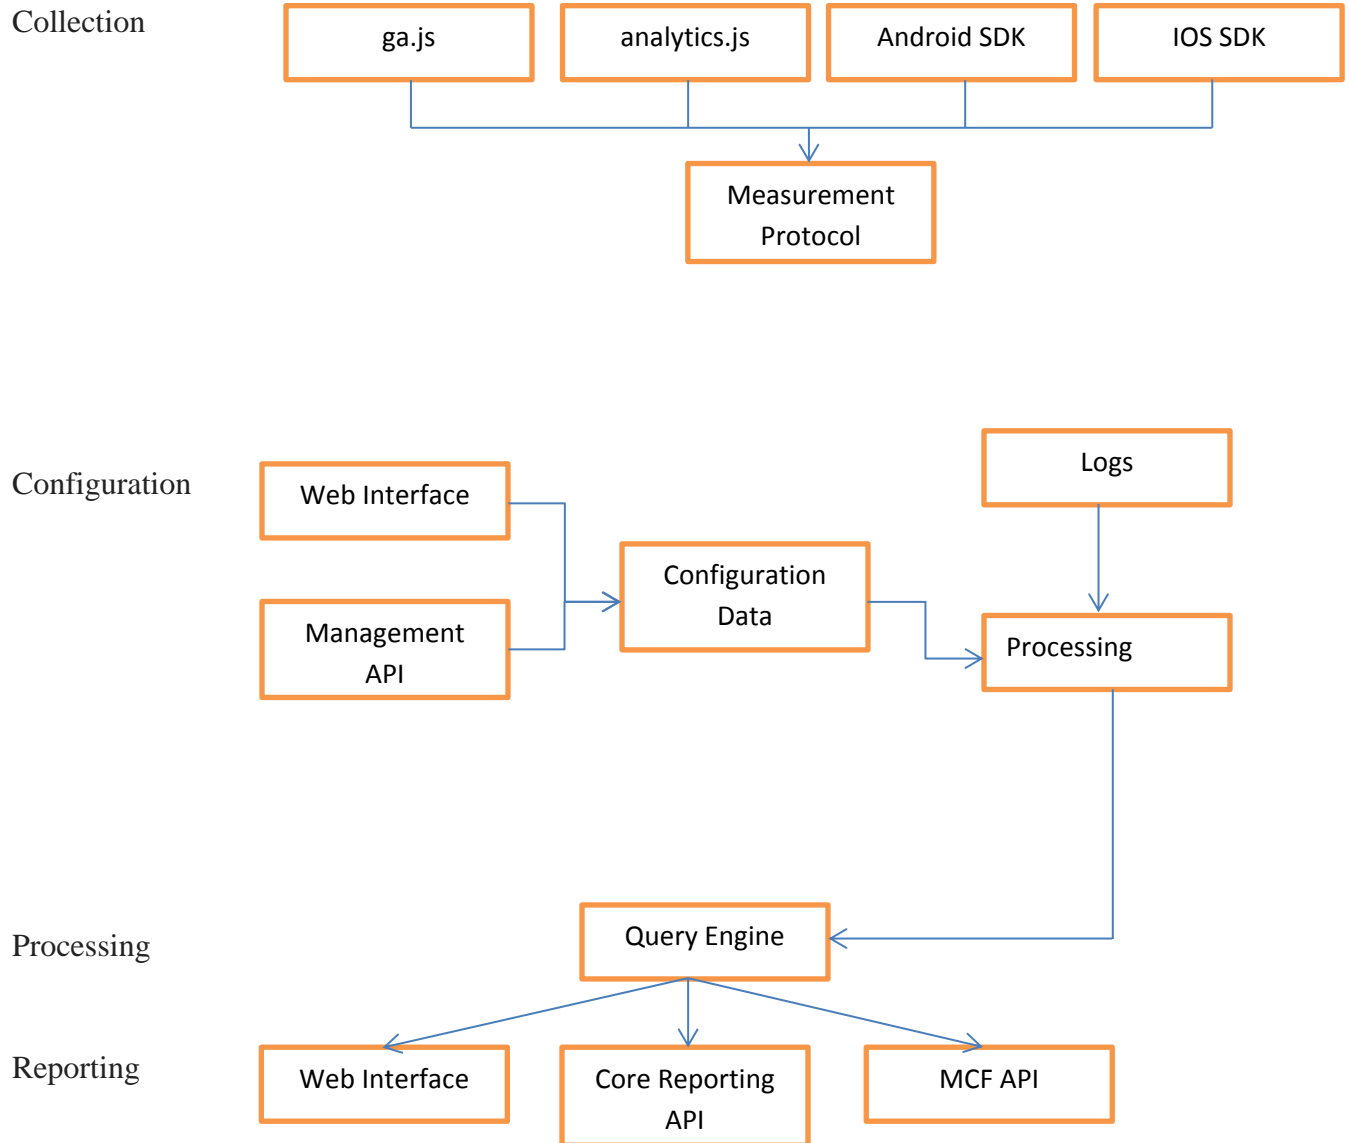 Collection
ga.js
analytics.js
Android SDK
IOS SDK
Measurement
Protocol
Configuration
Web Interface
Logs
Configuration
Data
Management
API
Processing
Processing
Query Engine
Reporting
Web Interface
Core Reporting
API
MCF API